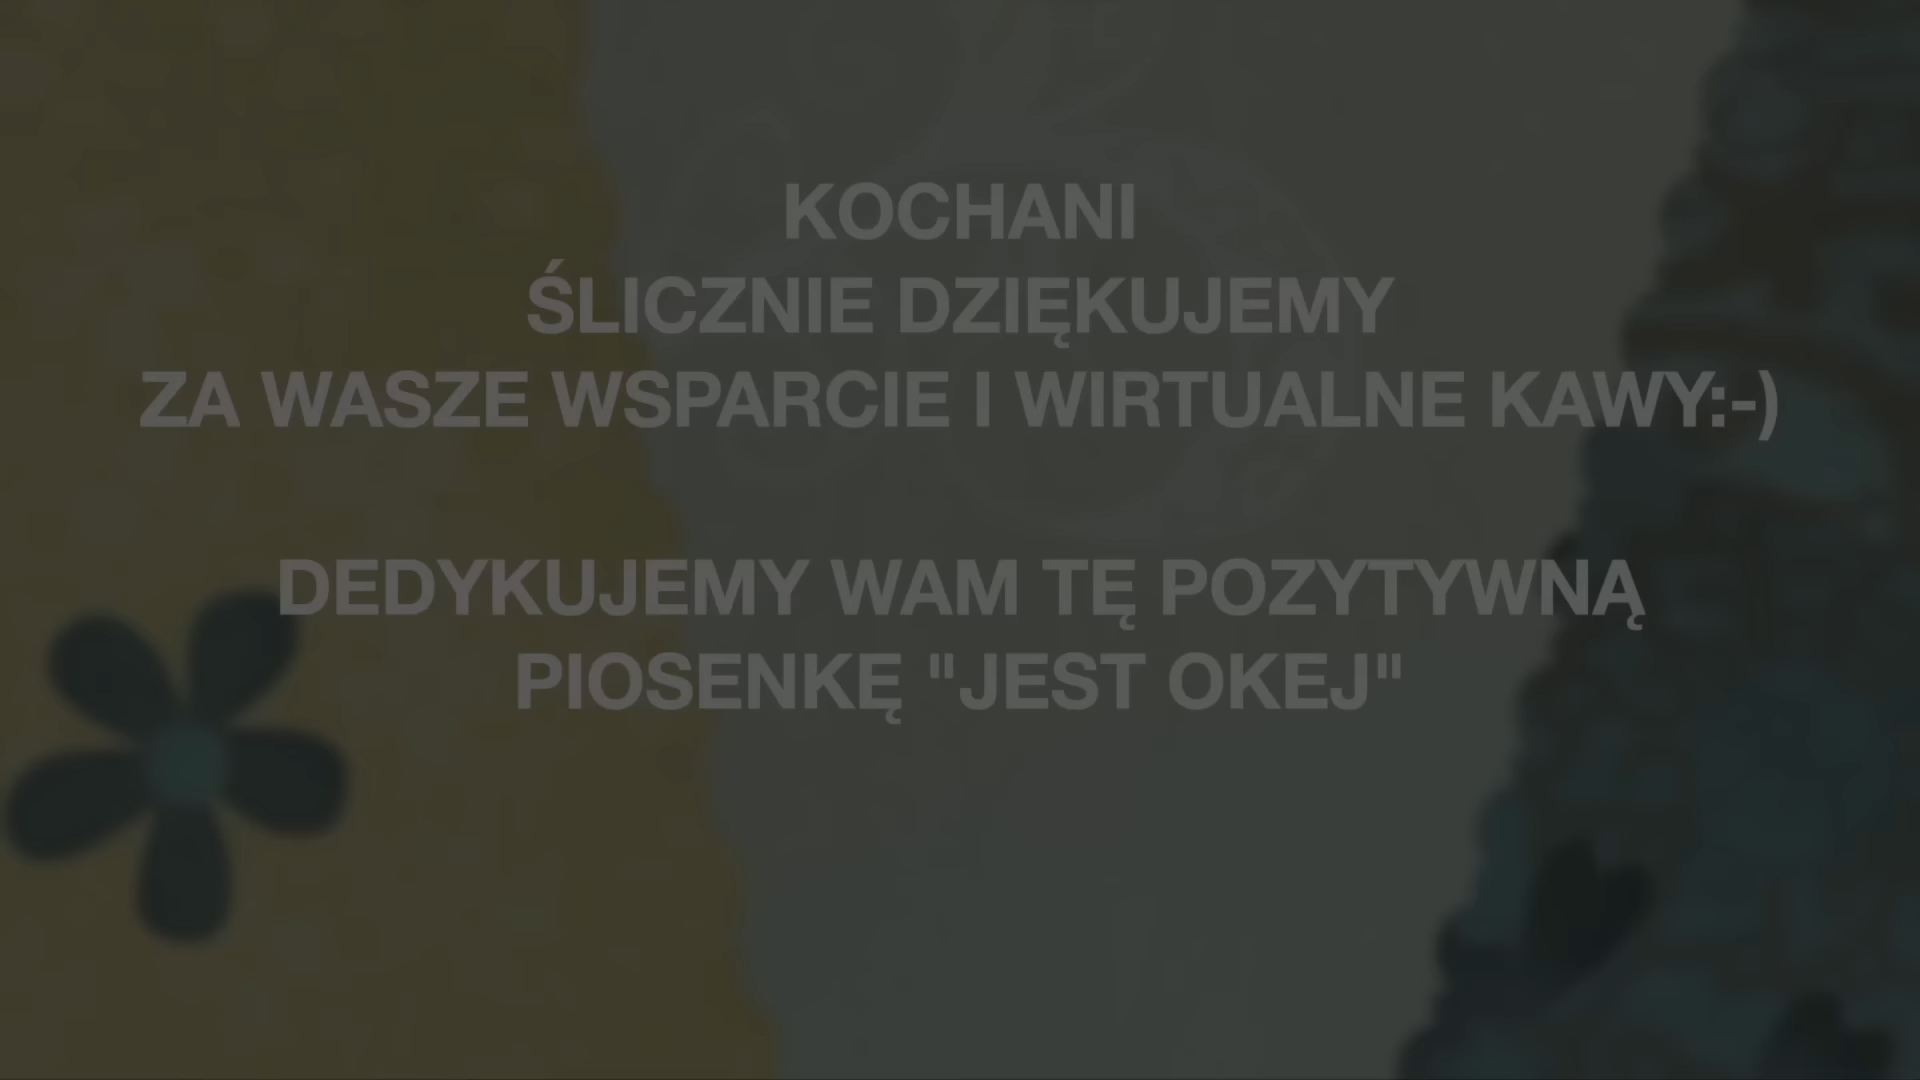 KOCHANI
ŚLICZNIE DZIĘKUJEMY
ZA WASZE WSPARCIE I WIRTUALNE KAWY:-)
DEDYKUJEMY WAM TĘ POZYTYWNĄ
PIOSENKĘ "JEST OKEJ"